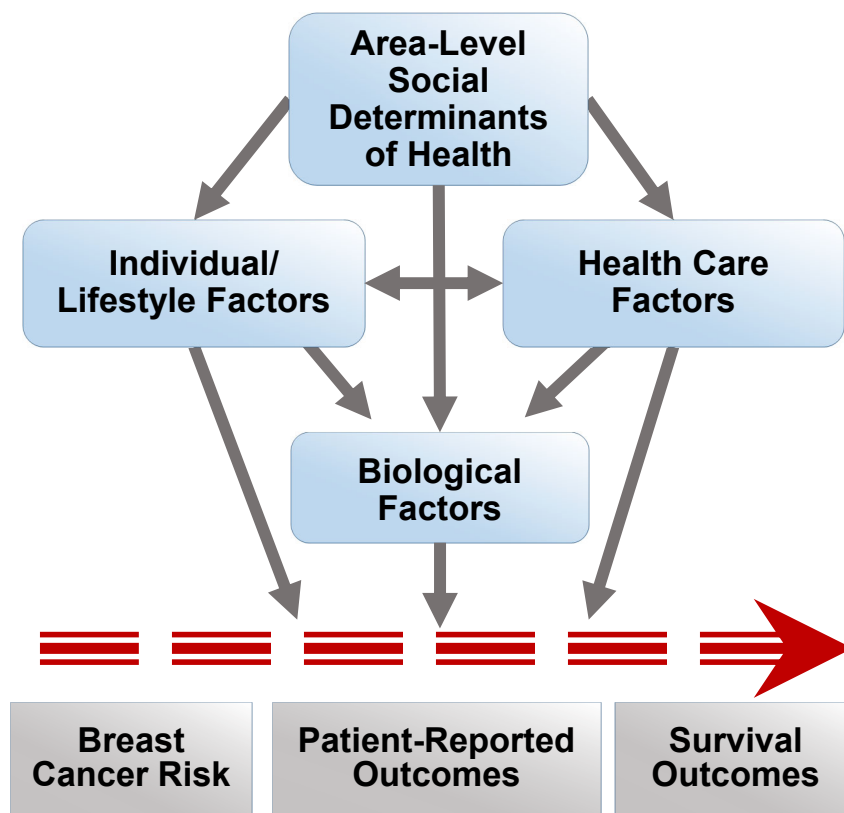 Area-Level
Social
Determinants
of Health
Individual/
Lifestyle Factors
Health Care
Factors
Biological
Factors
Breast
Cancer Risk
Patient-Reported
Outcomes
Survival
Outcomes